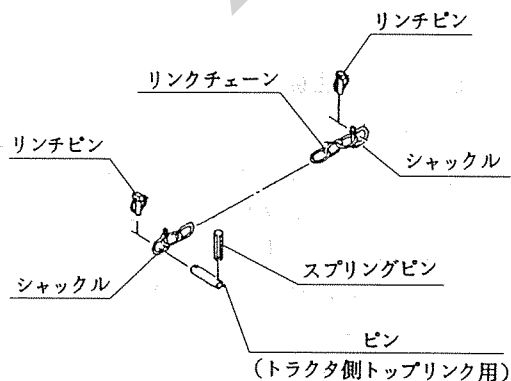 リンチピン
リンクチェーン
リンチピン
シャックル
スプリングピン
シャックル
ピン
(トラクタ側トップリンク用)